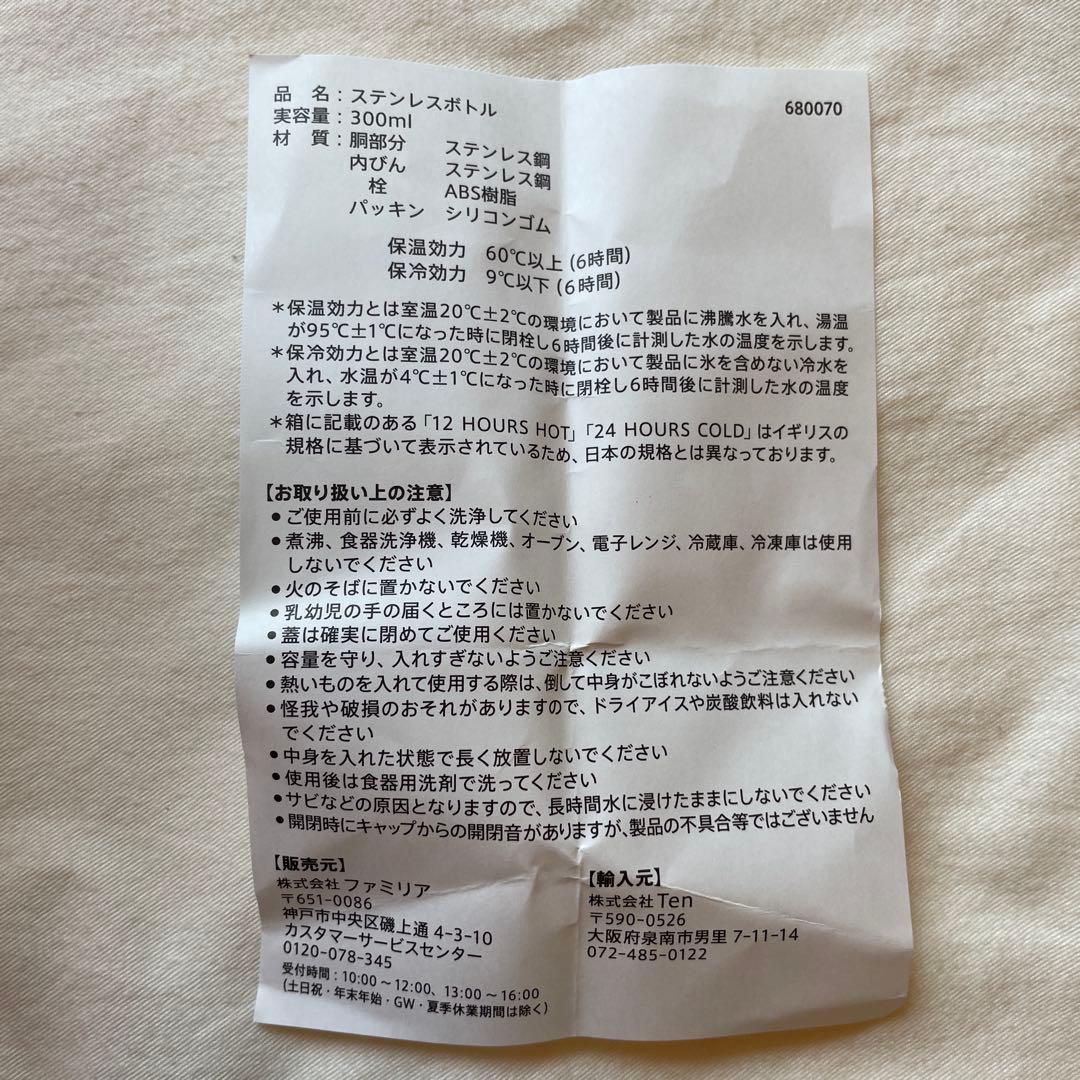 品　名：ステンレスボトル
680070
実容量：300ml
材　質：胴部分　ステンレス鋼
内びん　ステンレス鋼
栓　ABS樹脂
パッキン　シリコンゴム
保温効力　60℃以上(6時間)
保冷効力　9℃以下(6時間)
＊保温効力とは室温20℃±2℃の環境において製品に沸騰水を入れ、湯温
が95℃±1℃になった時に閉栓し6時間後に計測した水の温度を示します。
＊保冷効力とは室温20℃±2℃の環境において製品に氷を含めない冷水を
入れ、水温が4℃±1℃になった時に閉栓し6時間後に計測した水の温度
を示します。
＊箱に記載のある「12 HOURS HOT」「24 HOURS COLD」はイギリスの
規格に基づいて表示されているため、日本の規格とは異なっております。
【お取り扱い上の注意】
●ご使用前に必ずよく洗浄してください
●煮沸、食器洗浄機、乾燥機、オーブン、電子レンジ、冷蔵庫、冷凍庫は使用
しないでください
●火のそばに置かないでください
●乳幼児の手の届くところには置かないでください
●蓋は確実に閉めてご使用ください
●容量を守り、入れすぎないようご注意ください
●熱いものを入れて使用する際は、倒して中身がこぼれないようご注意ください
●怪我や破損のおそれがありますので、ドライアイスや炭酸飲料は入れない
でください
●中身を入れた状態で長く放置しないでください
●使用後は食器用洗剤で洗ってください
●サビなどの原因となりますので、長時間水に浸けたままにしないでください
●開閉時にキャップからの開閉音がありますが、製品の不具合等ではございません
【販売元】
株式会社 ファミリア
〒651-0086
神戸市中央区磯上通 4-3-10
カスタマーサービスセンター
0120-078-345
受付時間：10:00～12:00、13:00～16:00
（土日祝・年末年始・GW・夏季休業期間は除く）
【輸入元】
株式会社 Ten
〒590-0526
大阪府泉南市男里 7-11-14
072-485-0122